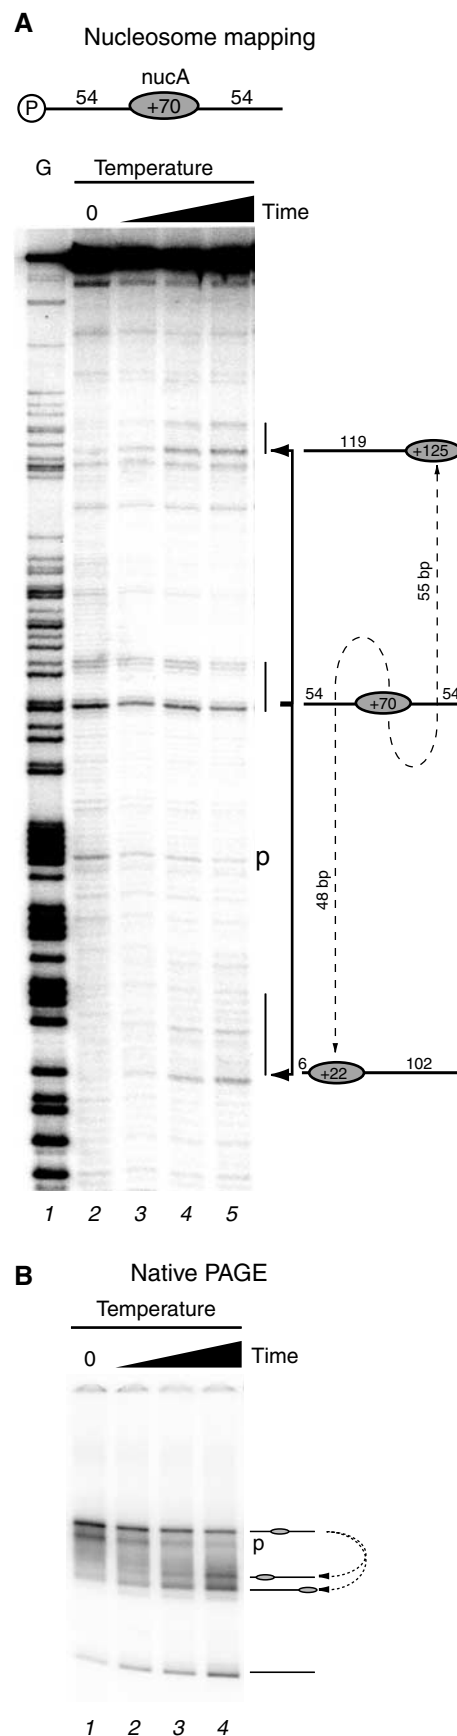 A
Nucleosome mapping
nucA
P 54 +70 54
G Temperature
0 Time
119 +125
55 bp
54 +70 54
p
48 bp
6 +22 102
1 2 3 4 5
B
Native PAGE
Temperature
0 Time
p
1 2 3 4